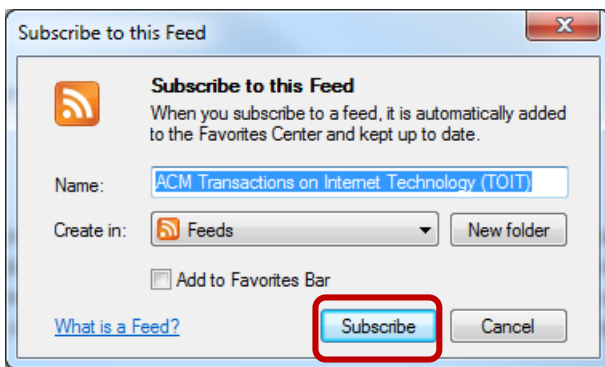 Subscribe to this Feed
Subscribe to this Feed
When you subscribe to a feed, it is automatically added
to the Favorites Center and kept up to date.
Name: ACM Transactions on Internet Technology (TOIT)
Create in: Feeds New folder
Add to Favorites Bar
What is a Feed? Subscribe Cancel